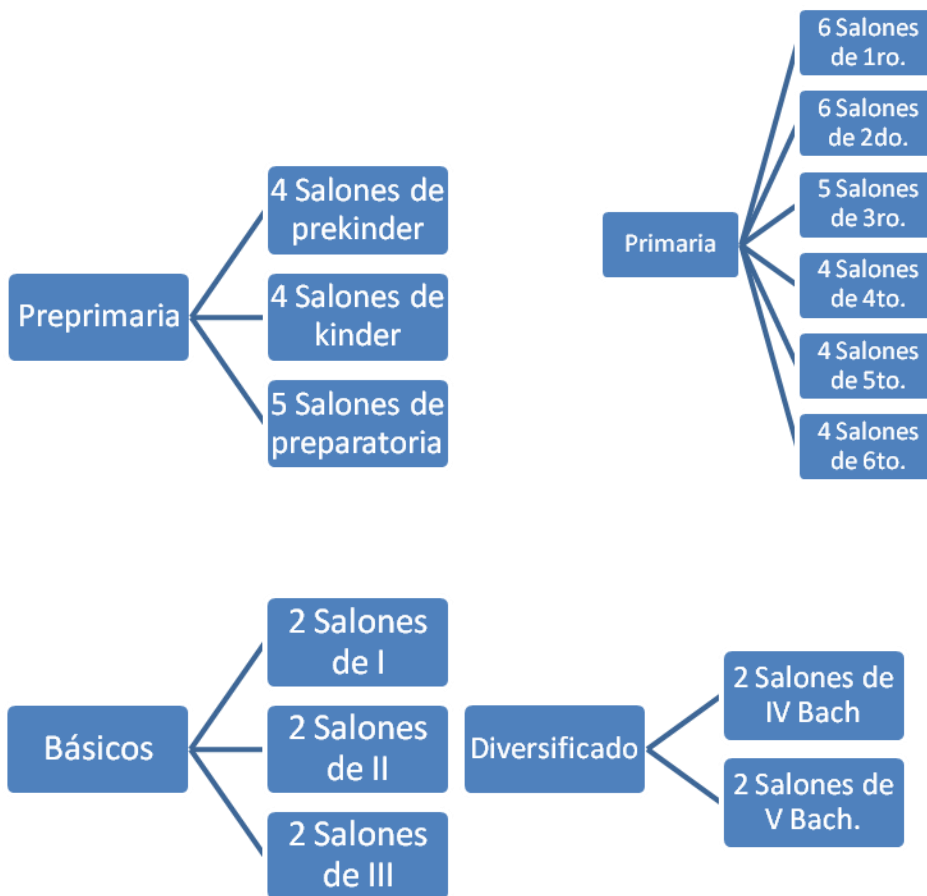 Preprimaria
4 Salones de
prekinder
4 Salones de
kinder
5 Salones de
preparatoria
Primaria
6 Salones
de 1ro.
6 Salones
de 2do.
5 Salones
de 3ro.
4 Salones
de 4to.
4 Salones
de 5to.
4 Salones
de 6to.
Básicos
2 Salones
de I
2 Salones
de II
2 Salones
de III
Diversificado
2 Salones de
IV Bach
2 Salones de
V Bach.